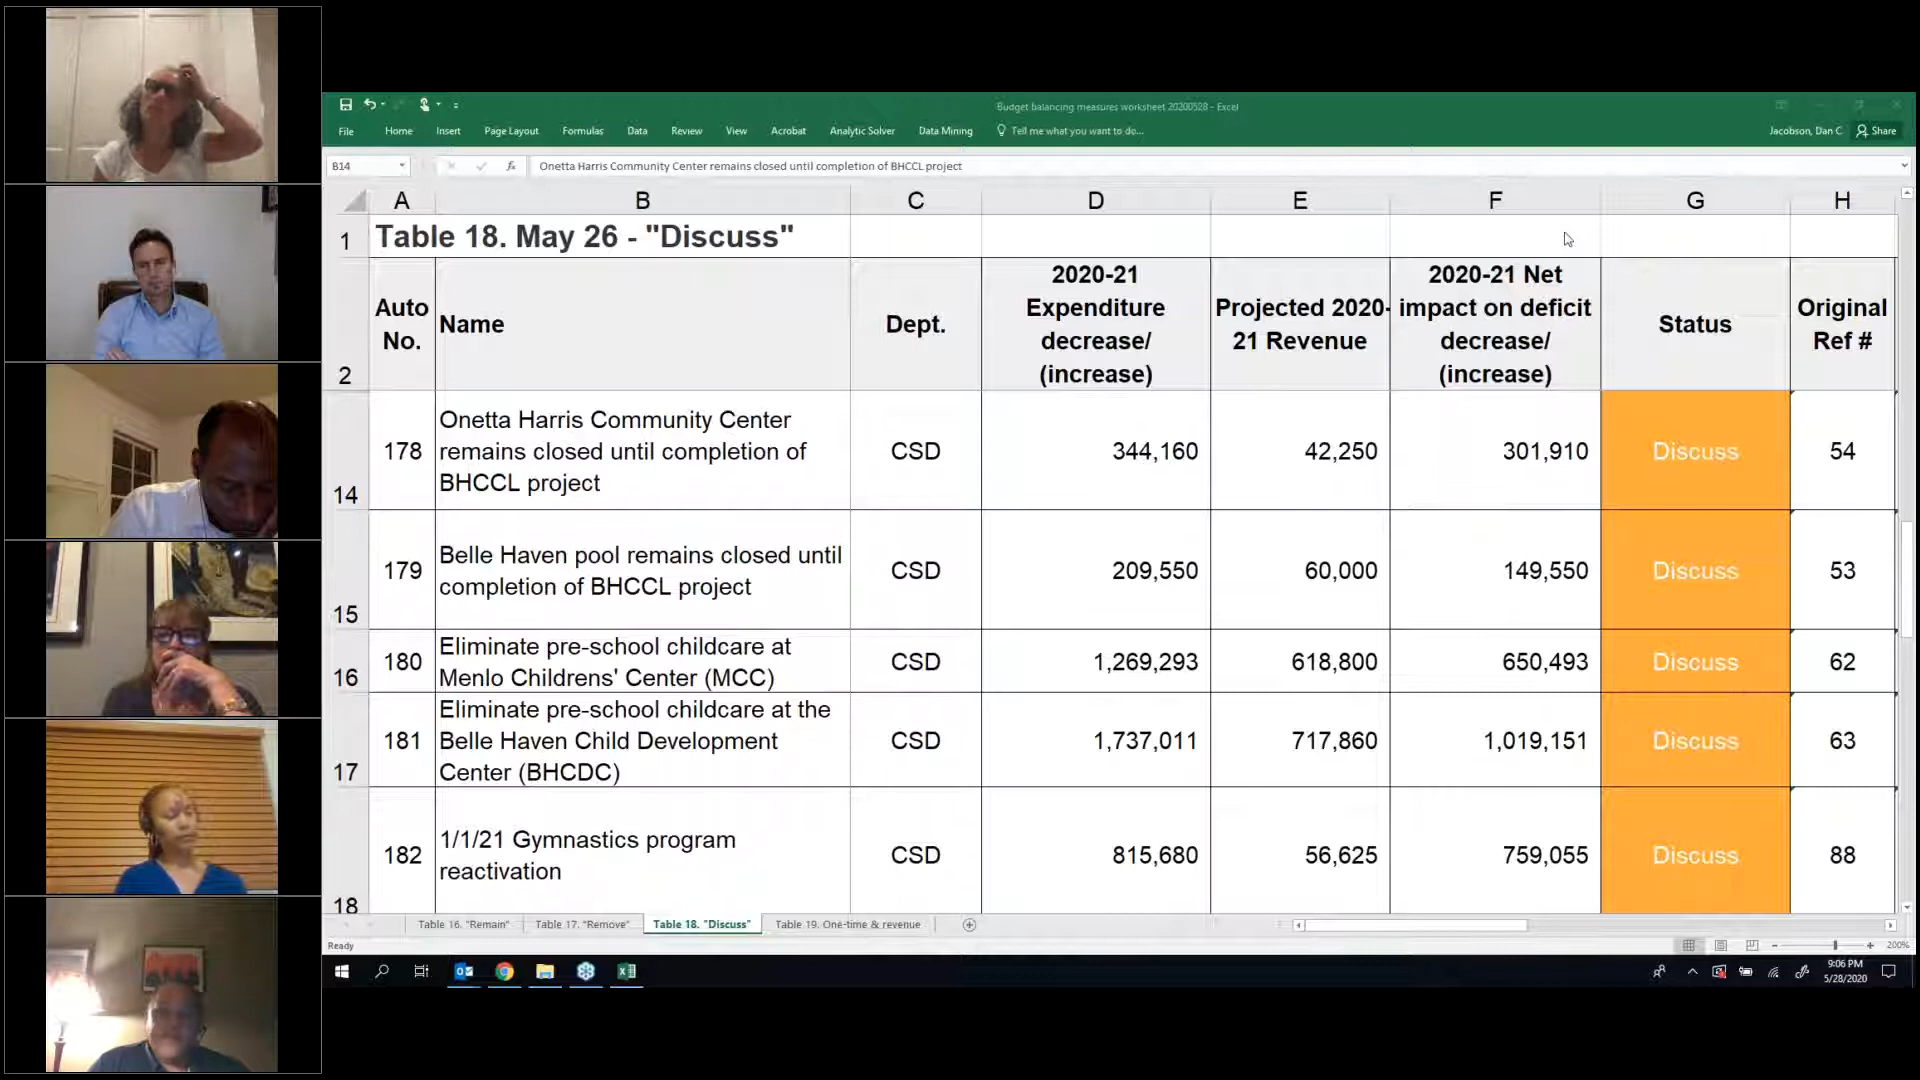 Budget balancing measures worksheet 20200528 - Excel
File Home Insert Page Layout Formulas Data Review View Acrobat Analytic Solver Data Mining Tell me what you want to do... Jacobson, Dan C Share
B14 fx Onetta Harris Community Center remains closed until completion of BHCCL project
A B C D E F G H
1 Table 18. May 26 - "Discuss"
2020-21 2020-21 Net
Auto Expenditure Projected 2020- impact on deficit Original
Name Dept. Status
No. decrease/ 21 Revenue decrease/ Ref #
2 (increase) (increase)
Onetta Harris Community Center
178 remains closed until completion of CSD 344,160 42,250 301,910 Discuss 54
BHCCL project
14
Belle Haven pool remains closed until
179 CSD 209,550 60,000 149,550 Discuss 53
completion of BHCCL project
15
Eliminate pre-school childcare at
180 CSD 1,269,293 618,800 650,493 Discuss 62
16 Menlo Childrens' Center (MCC)
Eliminate pre-school childcare at the
181 Belle Haven Child Development CSD 1,737,011 717,860 1,019,151 Discuss 63
17 Center (BHCDC)
1/1/21 Gymnastics program
182 CSD 815,680 56,625 759,055 Discuss 88
reactivation
18
Table 16. "Remain" Table 17. "Remove" Table 18. "Discuss" Table 19. One-time & revenue
Ready 200%
9:06 PM
5/28/2020